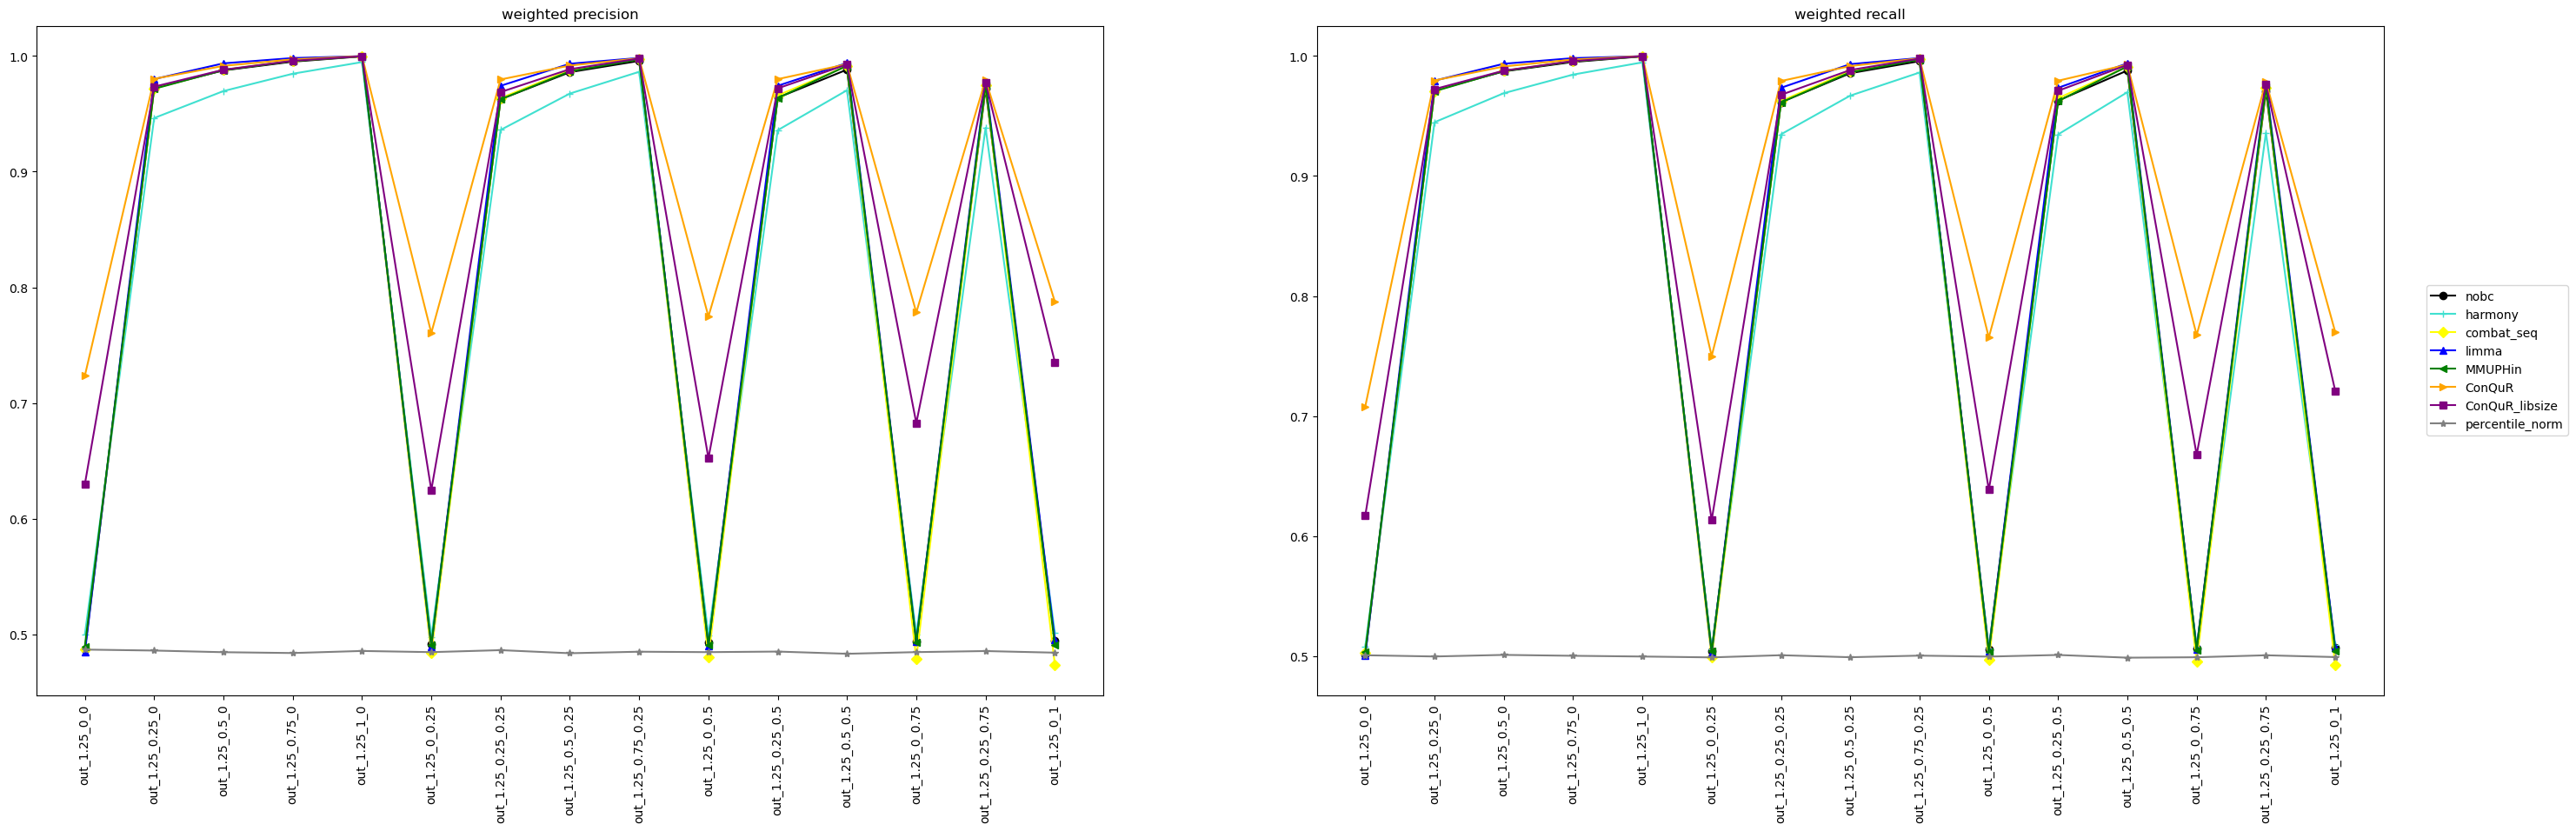 weighted precision
1.0
0.9
0.8
0.7
0.6
0.5
out_1.25_0_0
out_1.25_0.25_0
out_1.25_0.5_0
out_1.25_0.75_0
out_1.25_1_0
out_1.25_0_0.25
out_1.25_0.25_0.25
out_1.25_0.5_0.25
out_1.25_0.75_0.25
out_1.25_0_0.5
out_1.25_0.25_0.5
out_1.25_0.5_0.5
out_1.25_0_0.75
out_1.25_0.25_0.75
out_1.25_0_1
weighted recall
1.0
0.9
0.8
0.7
0.6
0.5
out_1.25_0_0
out_1.25_0.25_0
out_1.25_0.5_0
out_1.25_0.75_0
out_1.25_1_0
out_1.25_0_0.25
out_1.25_0.25_0.25
out_1.25_0.5_0.25
out_1.25_0.75_0.25
out_1.25_0_0.5
out_1.25_0.25_0.5
out_1.25_0.5_0.5
out_1.25_0_0.75
out_1.25_0.25_0.75
out_1.25_0_1
nobc
harmony
combat_seq
limma
MMUPHin
ConQuR
ConQuR_libsize
percentile_norm